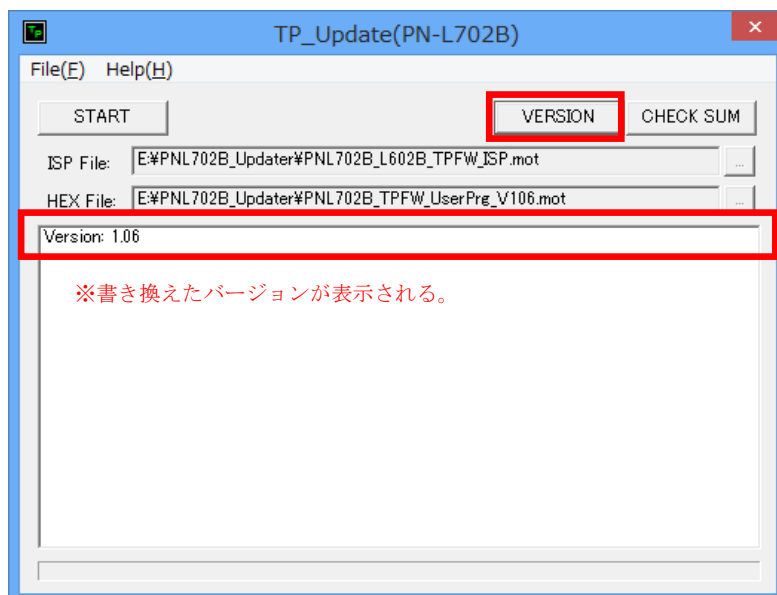 Tp
TP_Update(PN-L702B)
File(F) Help(H)
START VERSION CHECK SUM
ISP File: E:¥PNL702B_Updater¥PNL702B_L602B_TPFW_ISP.mot ...
HEX File: E:¥PNL702B_Updater¥PNL702B_TPFW_UserPrg_V106.mot ...
Version: 1.06
※書き換えたバージョンが表示される。